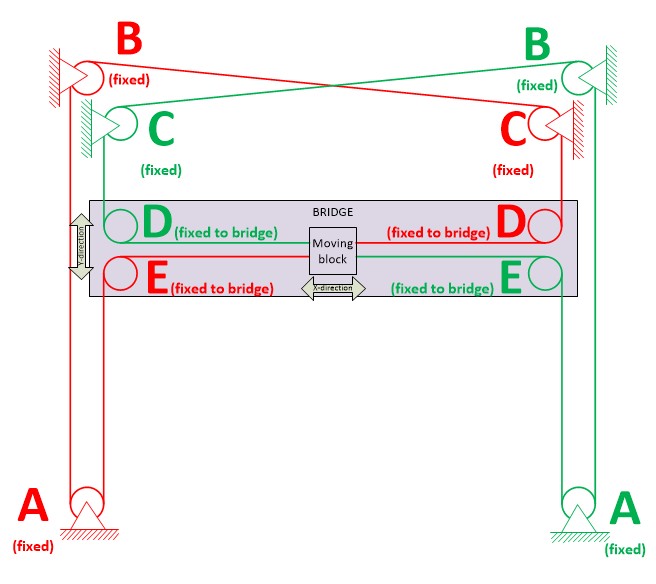 B
(fixed)
B
(fixed)
C
(fixed)
C
(fixed)
BRIDGE
D (fixed to bridge)
(fixed to bridge) D
Moving
block
Y-direction
E (fixed to bridge)
X-direction
(fixed to bridge) E
A
(fixed)
A
(fixed)